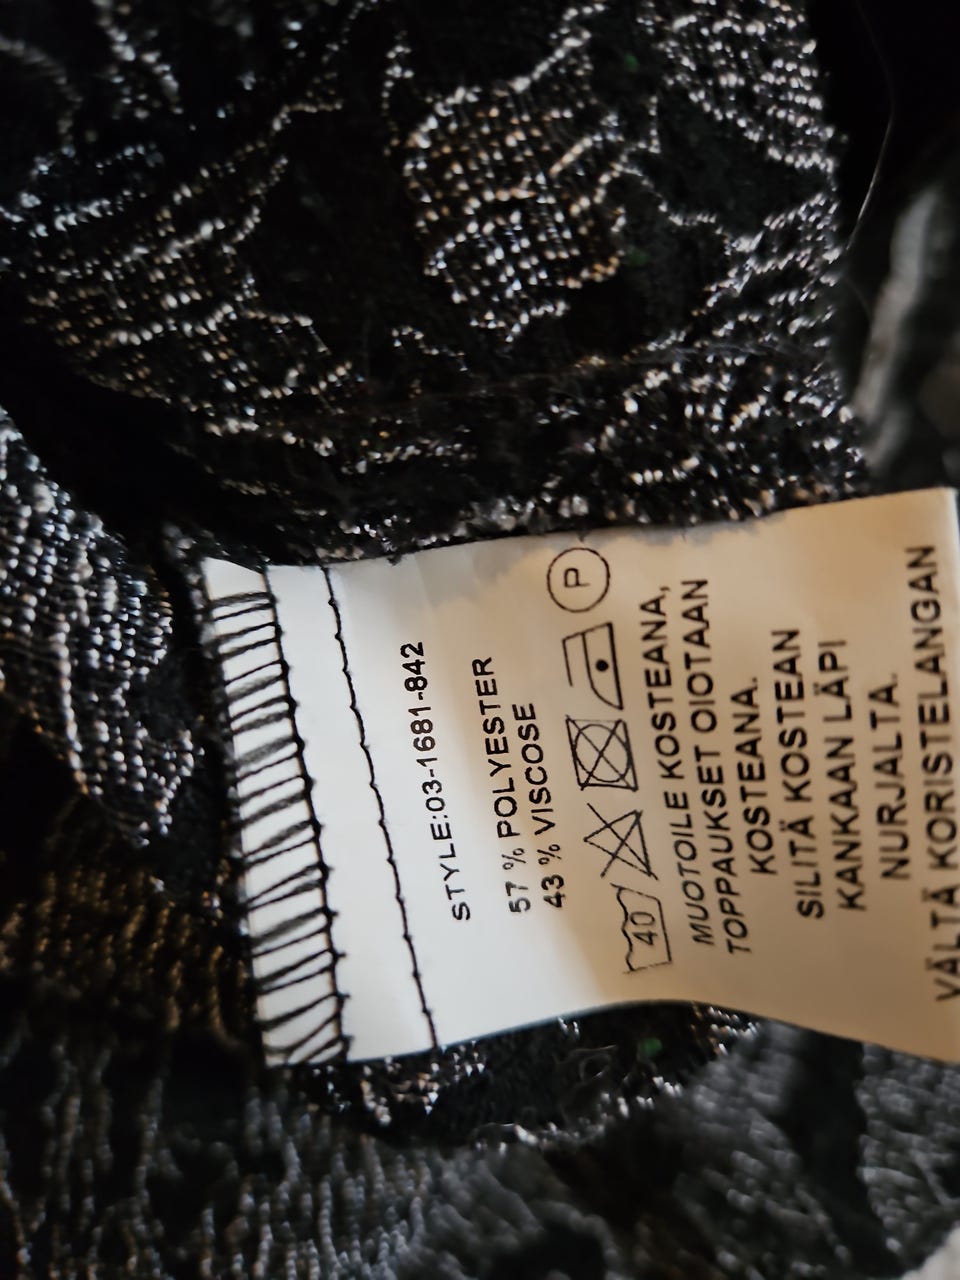 STYLE:03-1681-842
57 % POLYESTER
43 % VISCOSE
40 P
MUOTOILE KOSTEANA,
TOPPAUKSET OIOTAAN
KOSTEANA.
SILITÄ KOSTEAN
KANKAAN LÄPI
NURJALTA.
VÄLTÄ KORISTELANGAN